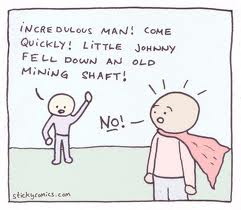 INCREDULOUS MAN! COME
QUICKLY! LITTLE JOHNNY
FELL DOWN AN OLD
MINING SHAFT!
NO!
stickycomics.com